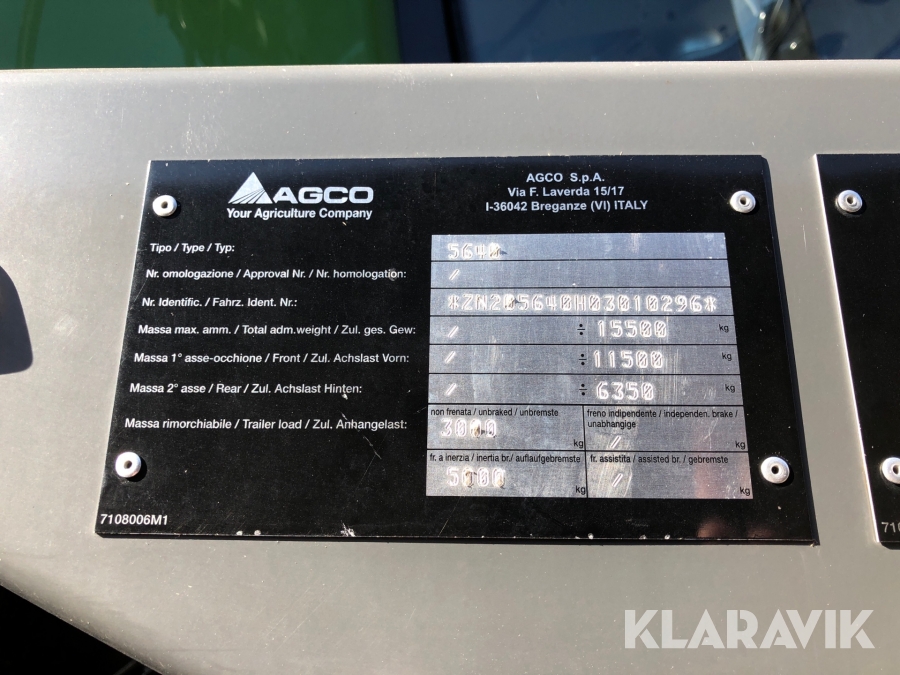 AGCO
Your Agriculture Company
AGCO S.p.A.
Via F. Laverda 15/17
I-36042 Breganze (VI) ITALY
Tipo / Type / Typ: 5640
Nr. omologazione / Approval Nr. / Nr. homologation: /
Nr. Identific. / Fahrz. Ident. Nr.: *ZN205640H03010296*
Massa max. amm. / Total adm.weight / Zul. ges. Gew: / ÷ 15500 kg
Massa 1° asse-occhione / Front / Zul. Achslast Vorn: / ÷ 11500 kg
Massa 2° asse / Rear / Zul. Achslast Hinten: / ÷ 6350 kg
Massa rimorchiabile / Trailer load / Zul. Anhangelast:
non frenata / unbraked / unbremste
3000 kg
freno indipendente / independen. brake /
unabhangige
/ kg
fr. a inerzia / inertia br./ auflaufgebremste
5000 kg
fr. assistita / assisted br. / gebremste
/ kg
7108006M1
710
KLARAVIK